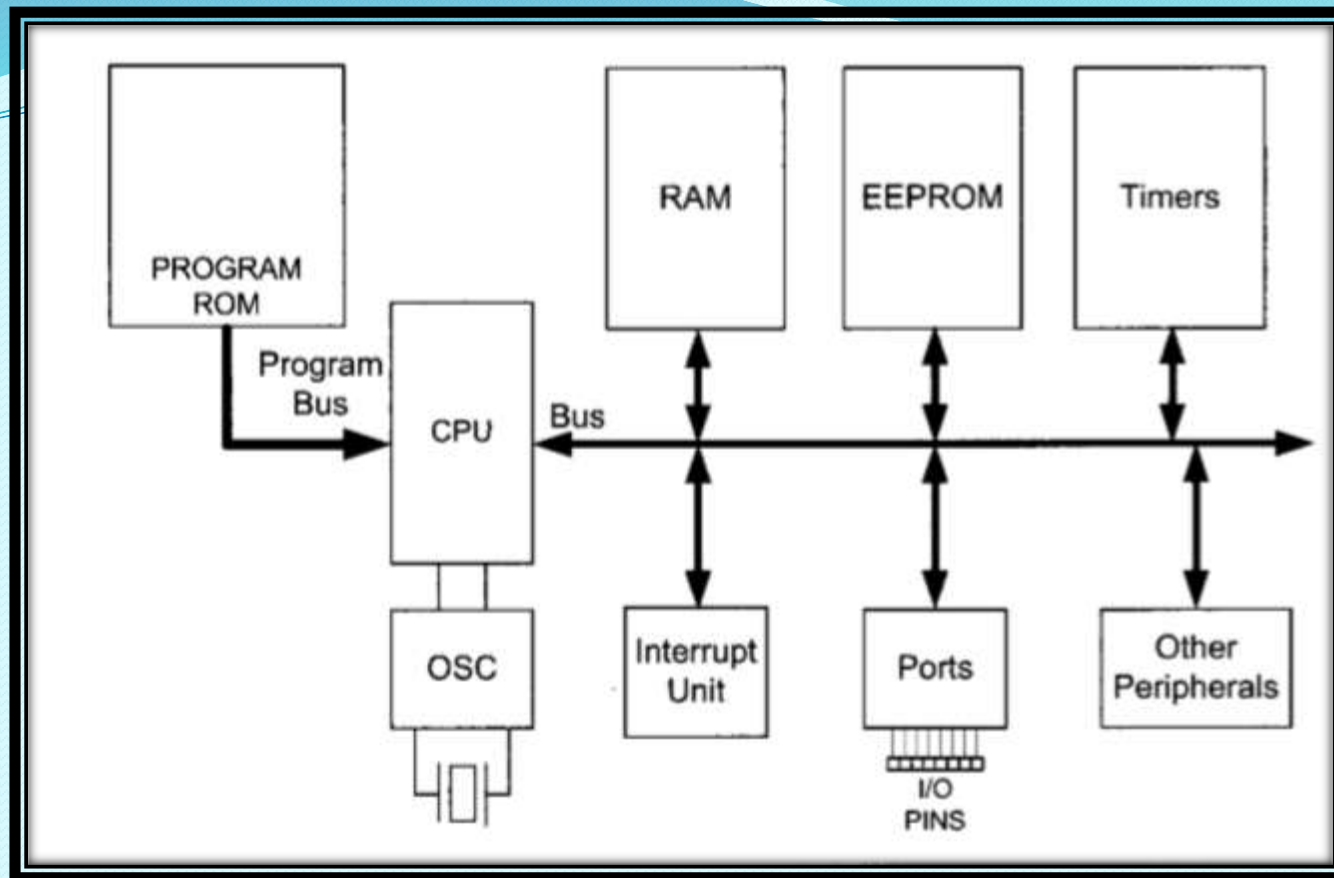 PROGRAM
ROM
Program
Bus
CPU
Bus
OSC
RAM
EEPROM
Timers
Interrupt
Unit
Ports
I/O
PINS
Other
Peripherals